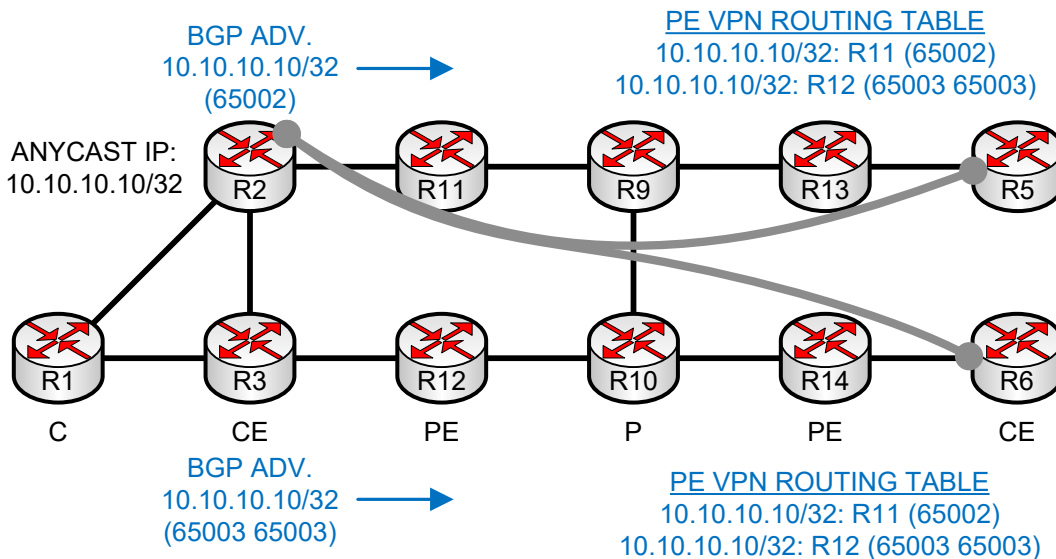 BGP ADV.
10.10.10.10/32
(65002)
PE VPN ROUTING TABLE
10.10.10.10/32: R11 (65002)
10.10.10.10/32: R12 (65003 65003)
ANYCAST IP:
10.10.10.10/32
R2
R11
R9
R13
R5
R1
R3
R12
R10
R14
R6
C
CE
PE
P
PE
CE
BGP ADV.
10.10.10.10/32
(65003 65003)
PE VPN ROUTING TABLE
10.10.10.10/32: R11 (65002)
10.10.10.10/32: R12 (65003 65003)